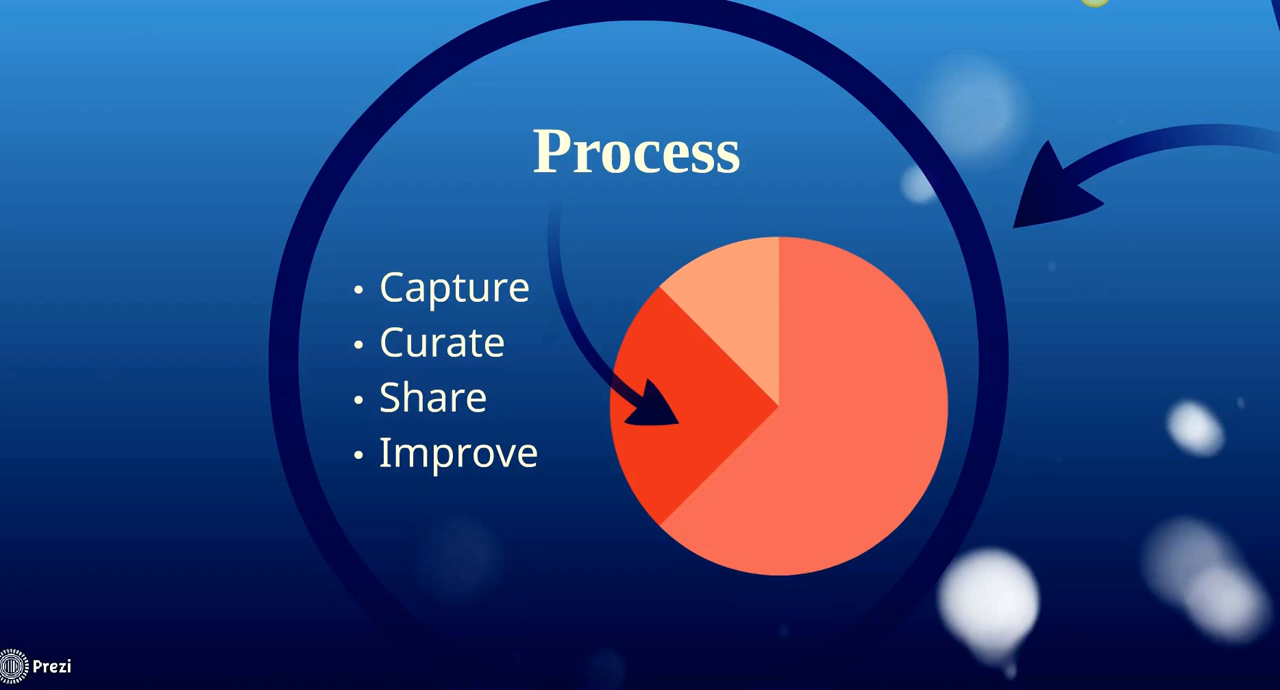 Process
• Capture
• Curate
• Share
• Improve
Prezi